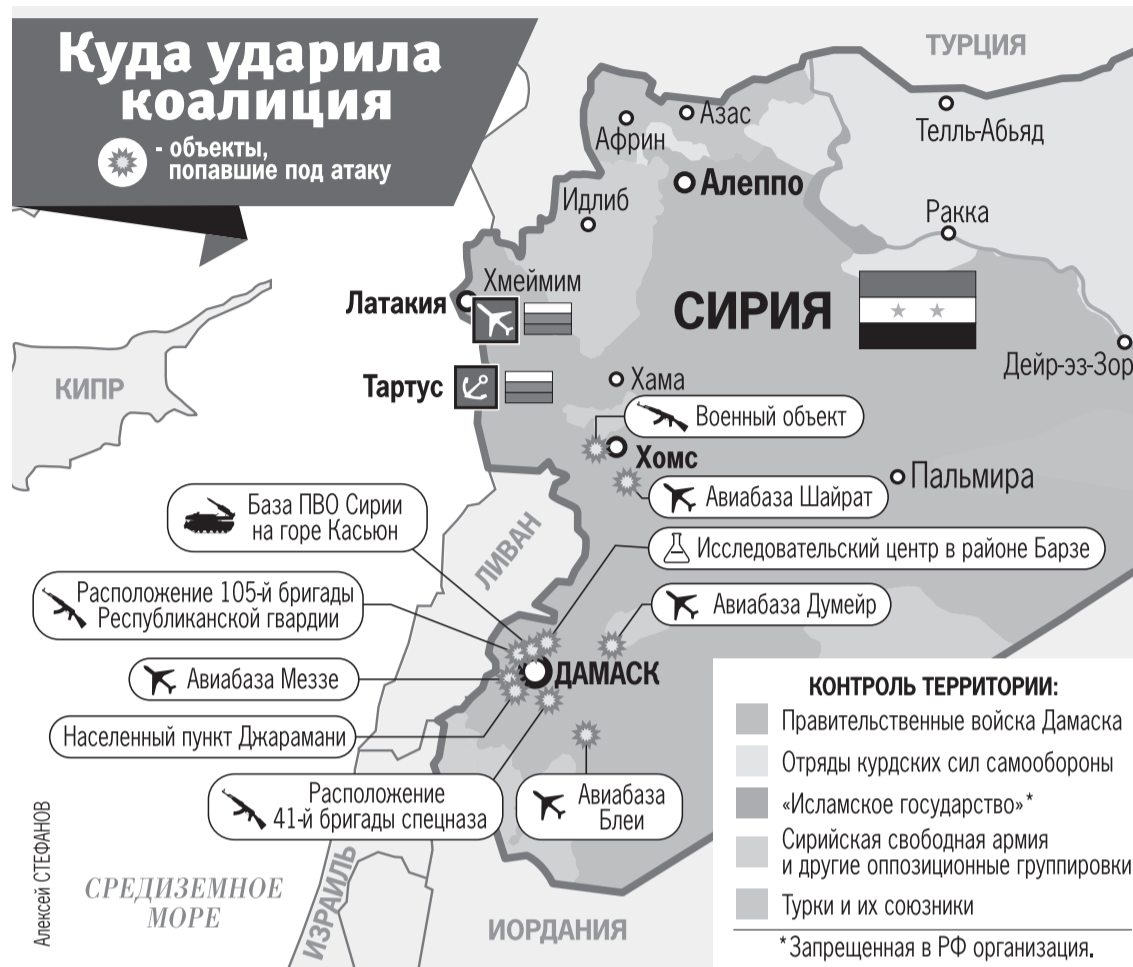 Куда ударила
коалиция
- объекты,
попавшие под атаку
ТУРЦИЯ
Азас
Африн
Телль-Абьяд
Алеппо
Идлиб
Ракка
Хмеймим
Латакия
СИРИЯ
Дейр-эз-Зор
КИПР
Тартус
Хама
Военный объект
Хомс
Пальмира
Авиабаза Шайрат
База ПВО Сирии
на горе Касьюн
ЛИВАН
Исследовательский центр в районе Барзе
Расположение 105-й бригады
Республиканской гвардии
Авиабаза Думейр
Авиабаза Меззе
ДАМАСК
Населенный пункт Джарамани
Расположение
41-й бригады спецназа
Авиабаза
Блеи
КОНТРОЛЬ ТЕРРИТОРИИ:
Правительственные войска Дамаска
Отряды курдских сил самообороны
«Исламское государство»*
Сирийская свободная армия
и другие оппозиционные группировки
Турки и их союзники
*Запрещенная в РФ организация.
Алексей СТЕФАНОВ
СРЕДИЗЕМНОЕ
МОРЕ
ИЗРАИЛЬ
ИОРДАНИЯ